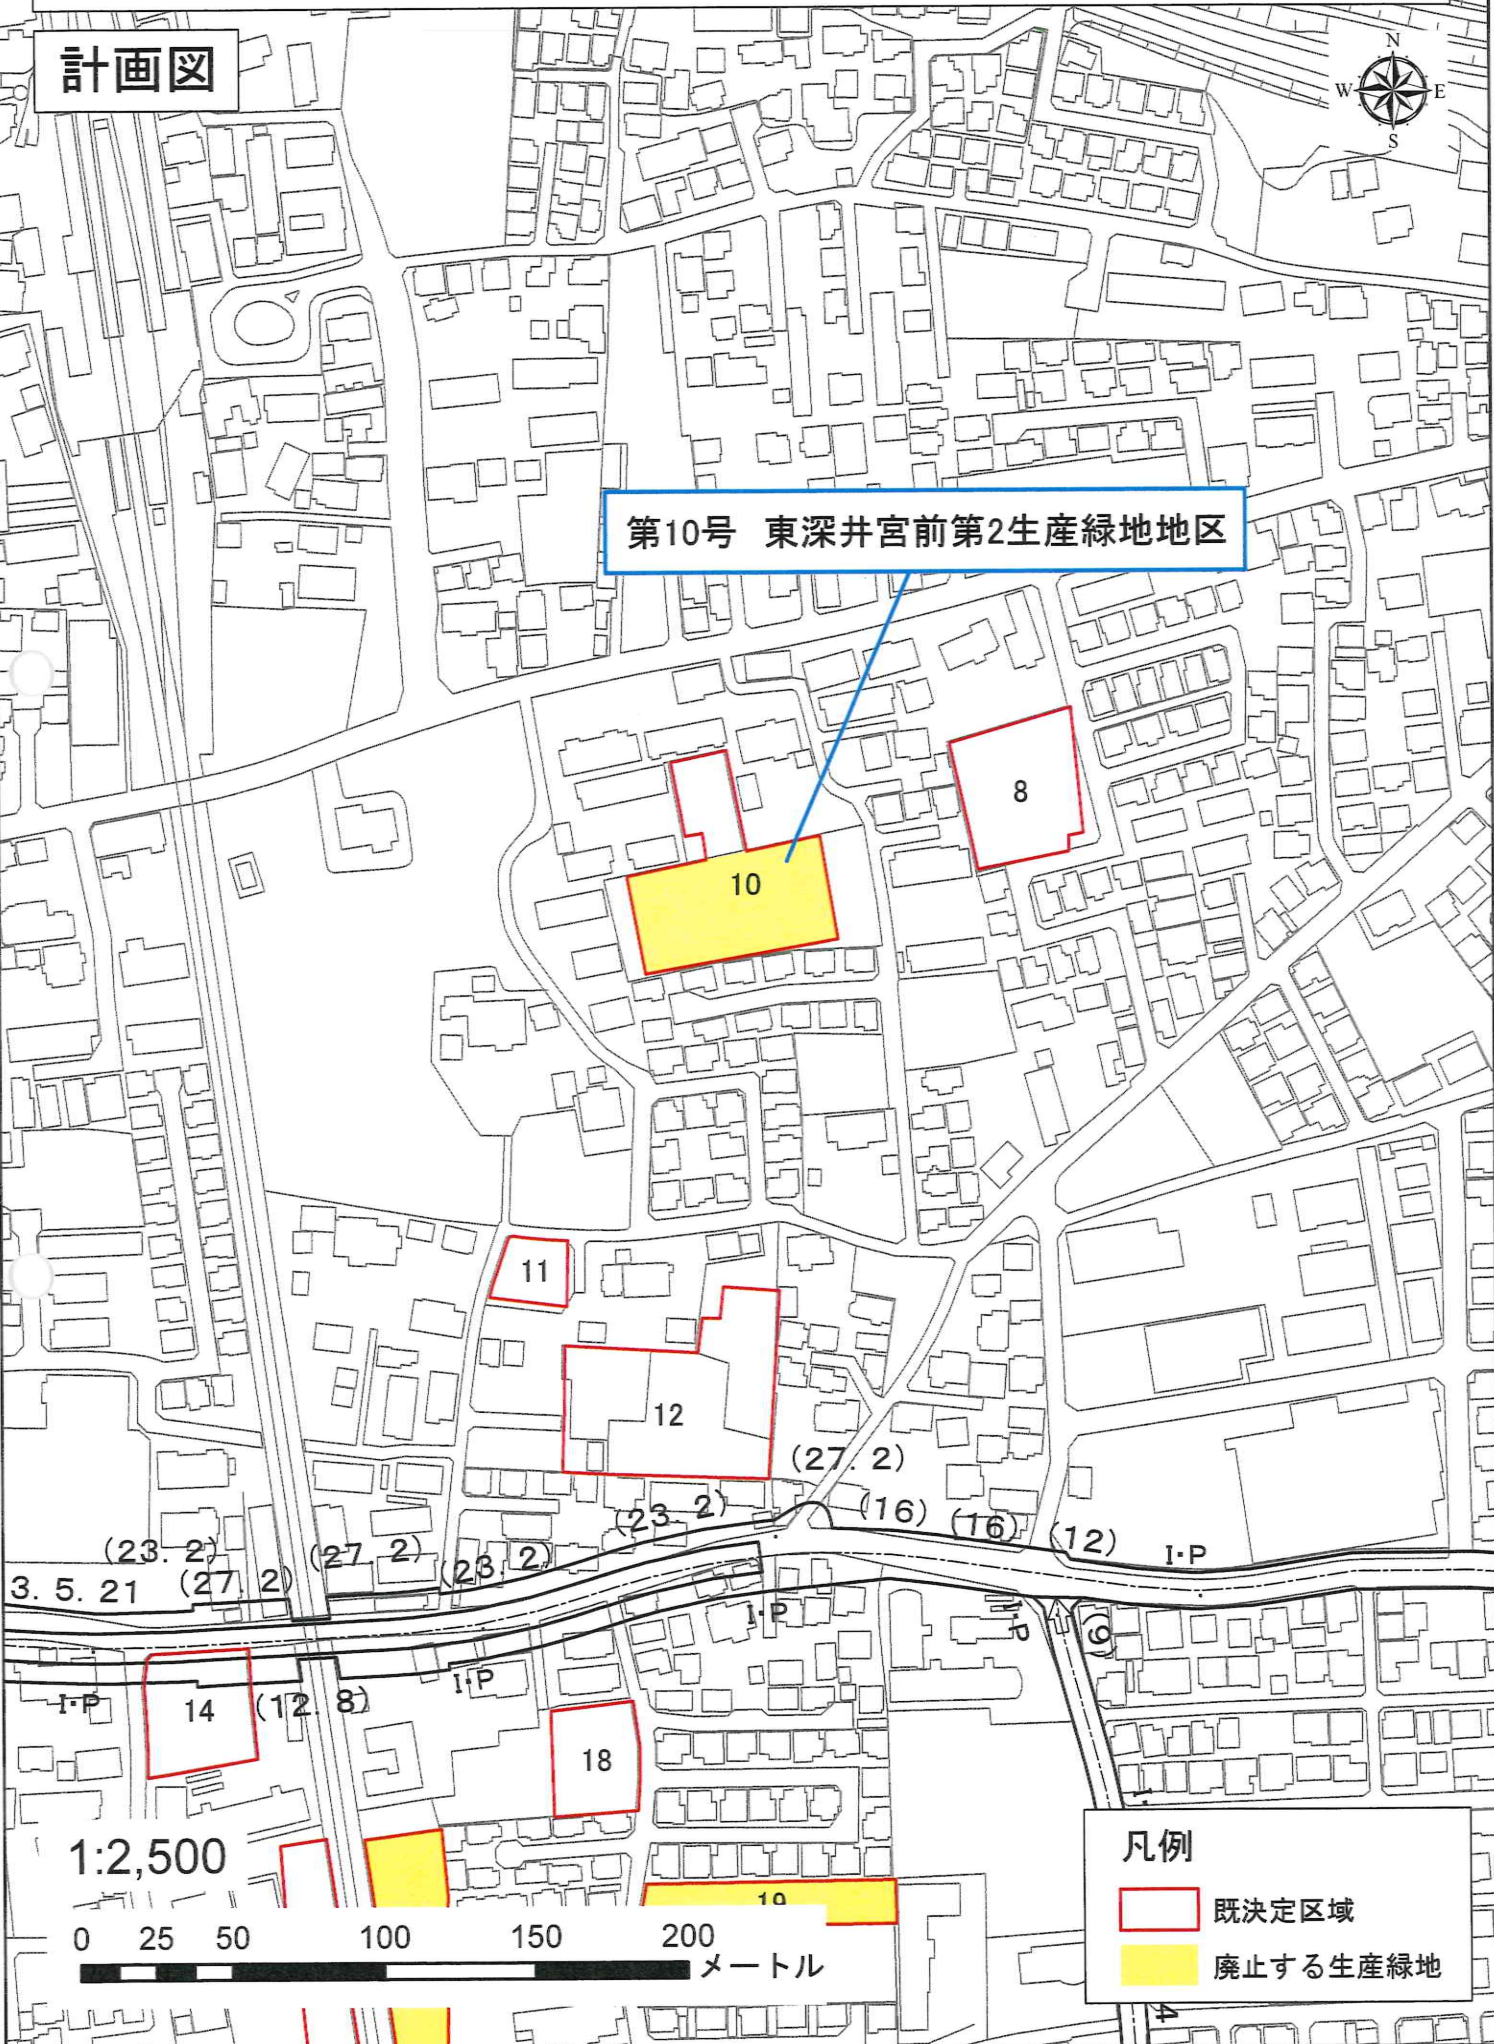 計画図
N
W E
S
第10号 東深井宮前第2生産緑地地区
8
10
11
12
(27. 2)
(23. 2)
(16)
(16)
(12)
I・P
(23. 2)
(27. 2)
(23. 2)
3. 5. 21
(27. 2)
I・P
I・P
(9)
I・P
I・P
14
(12. 8)
18
1:2,500
19
0 25 50 100 150 200
メートル
凡例
既決定区域
廃止する生産緑地
4